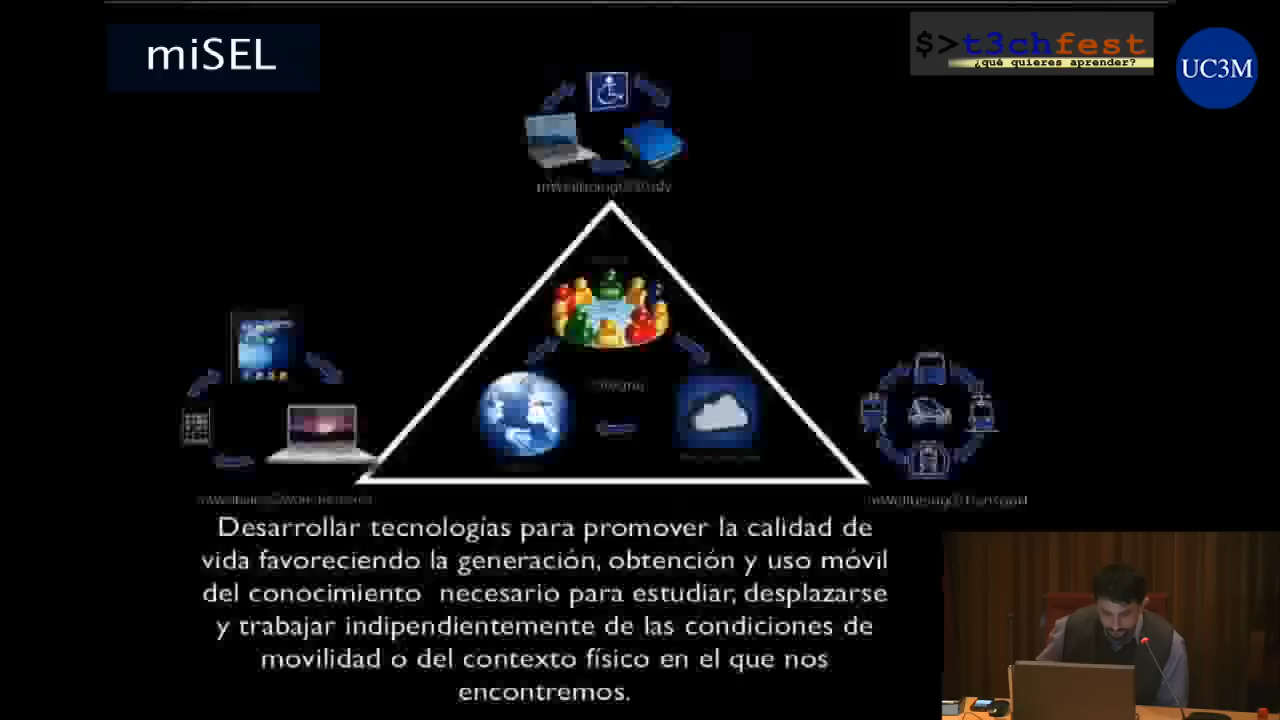 miSEL
$>t3chfest
¿qué quieres aprender?
UC3M
Desarrollar tecnologías para promover la calidad de
vida favoreciendo la generación, obtención y uso móvil
del conocimiento necesario para estudiar, desplazarse
y trabajar indipendientemente de las condiciones de
movilidad o del contexto físico en el que nos
encontremos.